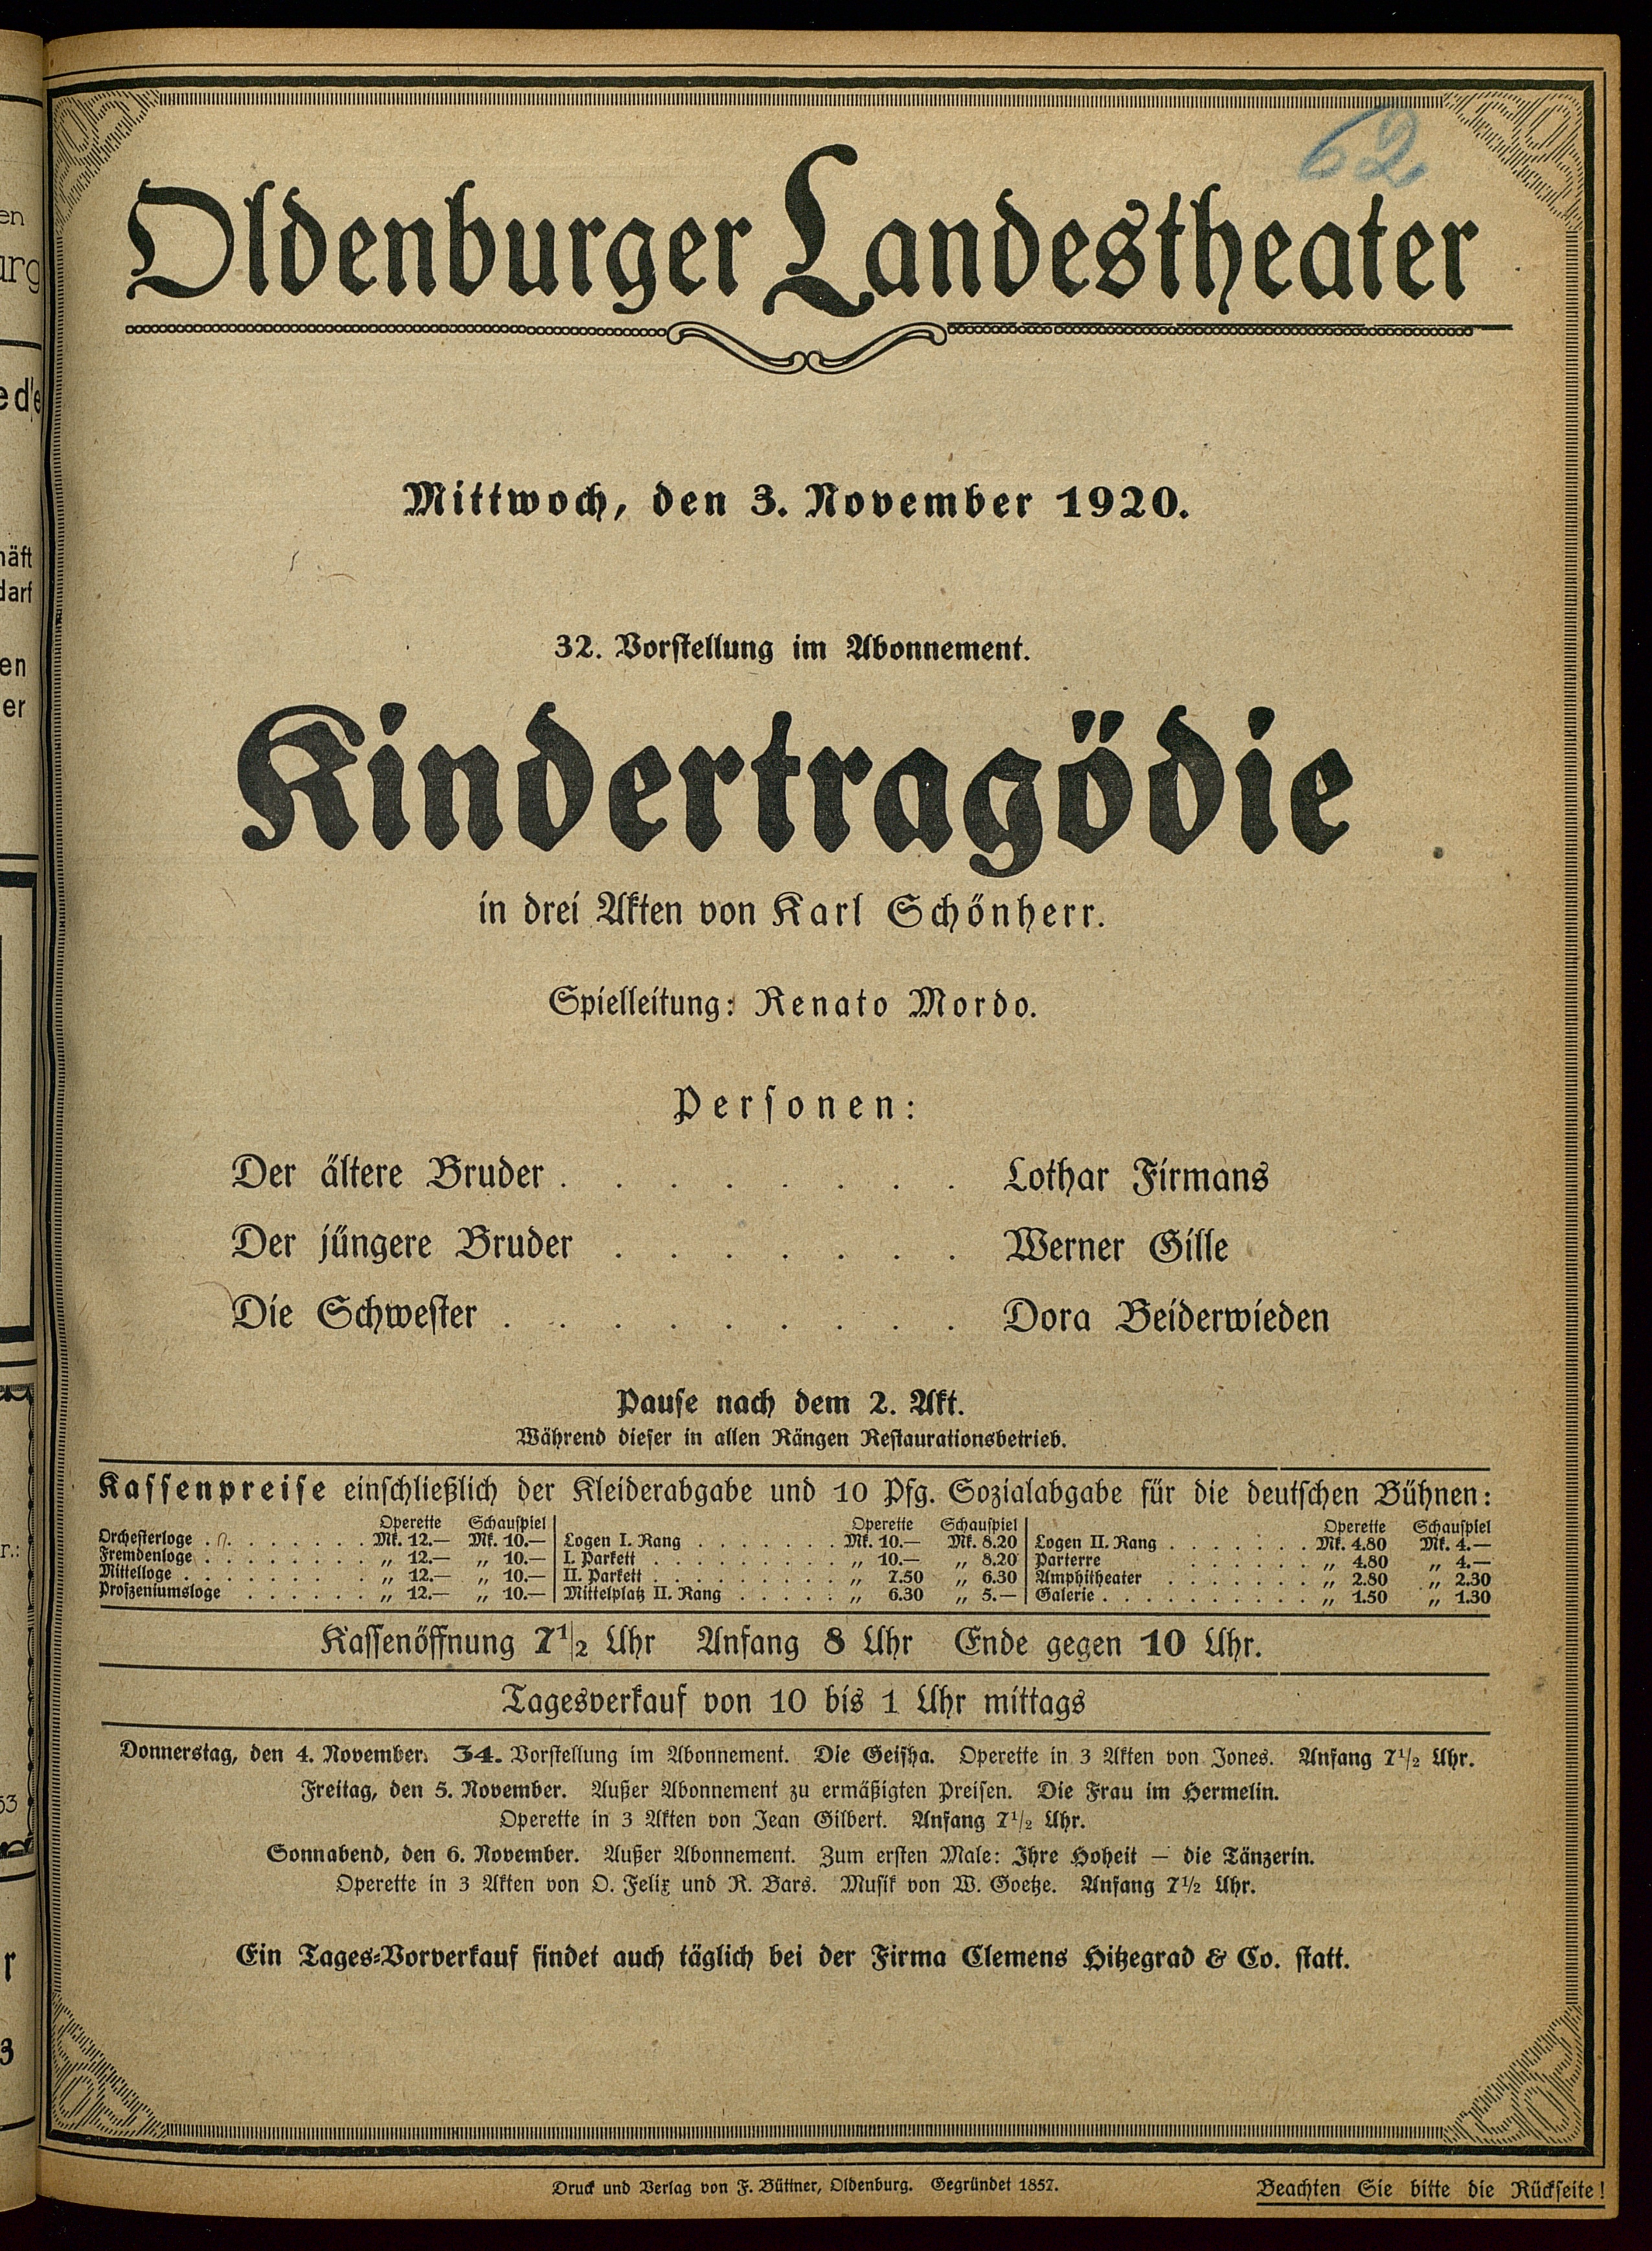 62
Oldenburger Landestheater
Mittwoch, den 3. November 1920.
32. Vorstellung im Abonnement.
Kindertragödie
in drei Akten von Karl Schönherr.
Spielleitung: Renato Mordo.
Personen:
Der ältere Bruder . . . . . . . . Lothar Firmans
Der jüngere Bruder . . . . . . . Werner Gille
Die Schwester . . . . . . . . . Dora Beiderwieden
Pause nach dem 2. Akt.
Während dieser in allen Rängen Restaurationsbetrieb.
Kassenpreise einschließlich der Kleiderabgabe und 10 Pfg. Sozialabgabe für die deutschen Bühnen:
Operette Schauspiel
Orchesterloge . . . . . . . . Mk. 12.— Mk. 10.—
Fremdenloge . . . . . . . . „ 12.— „ 10.—
Mittelloge . . . . . . . . . „ 12.— „ 10.—
Proszeniumsloge . . . . . . „ 12.— „ 10.—
Operette Schauspiel
Logen I. Rang . . . . . . . Mk. 10.— Mk. 8.20
I. Parkett . . . . . . . . . „ 10.— „ 8.20
II. Parkett . . . . . . . . . „ 7.50 „ 6.30
Mittelplatz II. Rang . . . . . „ 6.30 „ 5.—
Operette Schauspiel
Logen II. Rang . . . . . . . Mk. 4.80 Mk. 4.—
Parterre . . . . . . „ 4.80 „ 4.—
Amphitheater . . . . . . . „ 2.80 „ 2.30
Galerie . . . . . . . . . . „ 1.50 „ 1.30
Kassenöffnung 7 1/2 Uhr Anfang 8 Uhr Ende gegen 10 Uhr.
Tagesverkauf von 10 bis 1 Uhr mittags
Donnerstag, den 4. November. 34. Vorstellung im Abonnement. Die Geisha. Operette in 3 Akten von Jones. Anfang 7 1/2 Uhr.
Freitag, den 5. November. Außer Abonnement zu ermäßigten Preisen. Die Frau im Hermelin.
Operette in 3 Akten von Jean Gilbert. Anfang 7 1/2 Uhr.
Sonnabend, den 6. November. Außer Abonnement. Zum ersten Male: Ihre Hoheit — die Tänzerin.
Operette in 3 Akten von O. Felix und R. Bars. Musik von W. Goetze. Anfang 7 1/2 Uhr.
Ein Tages-Vorverkauf findet auch täglich bei der Firma Clemens Hitzegrad & Co. statt.
Druck und Verlag von F. Büttner, Oldenburg. Gegründet 1857.
Beachten Sie bitte die Rückseite!